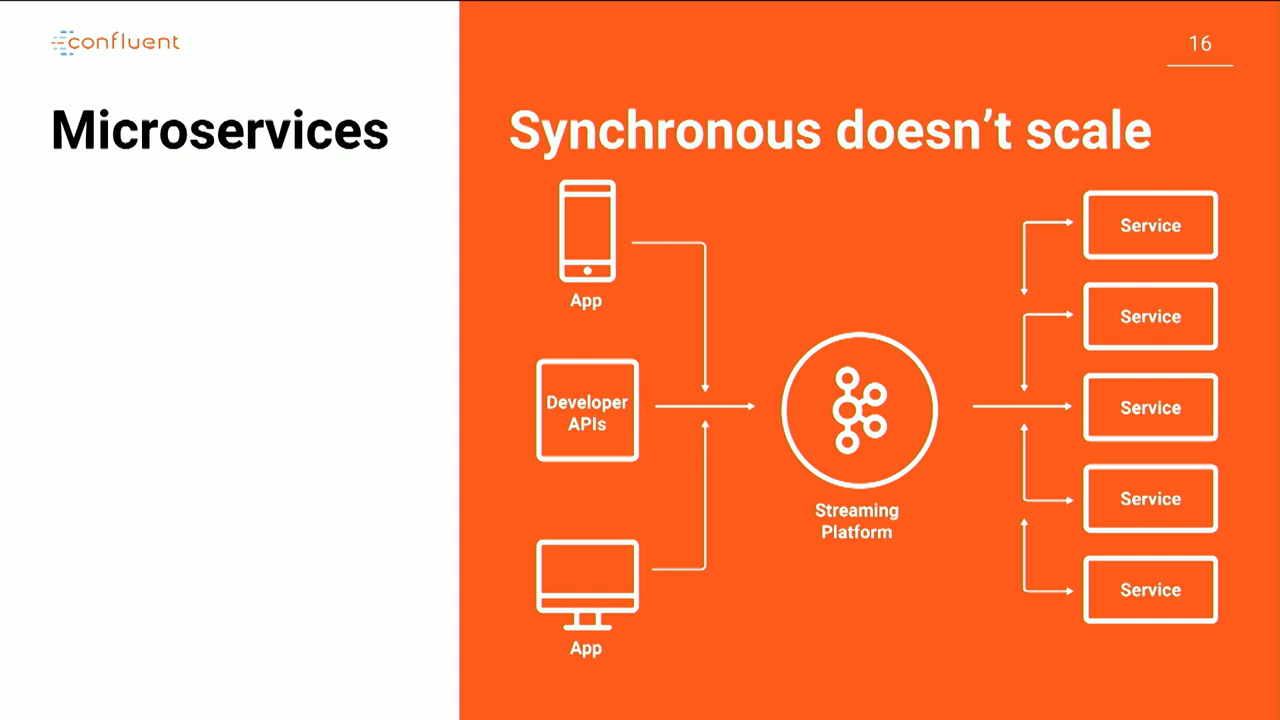 confluent
16
Microservices
Synchronous doesn’t scale
App
Developer
APIs
App
Streaming
Platform
Service
Service
Service
Service
Service